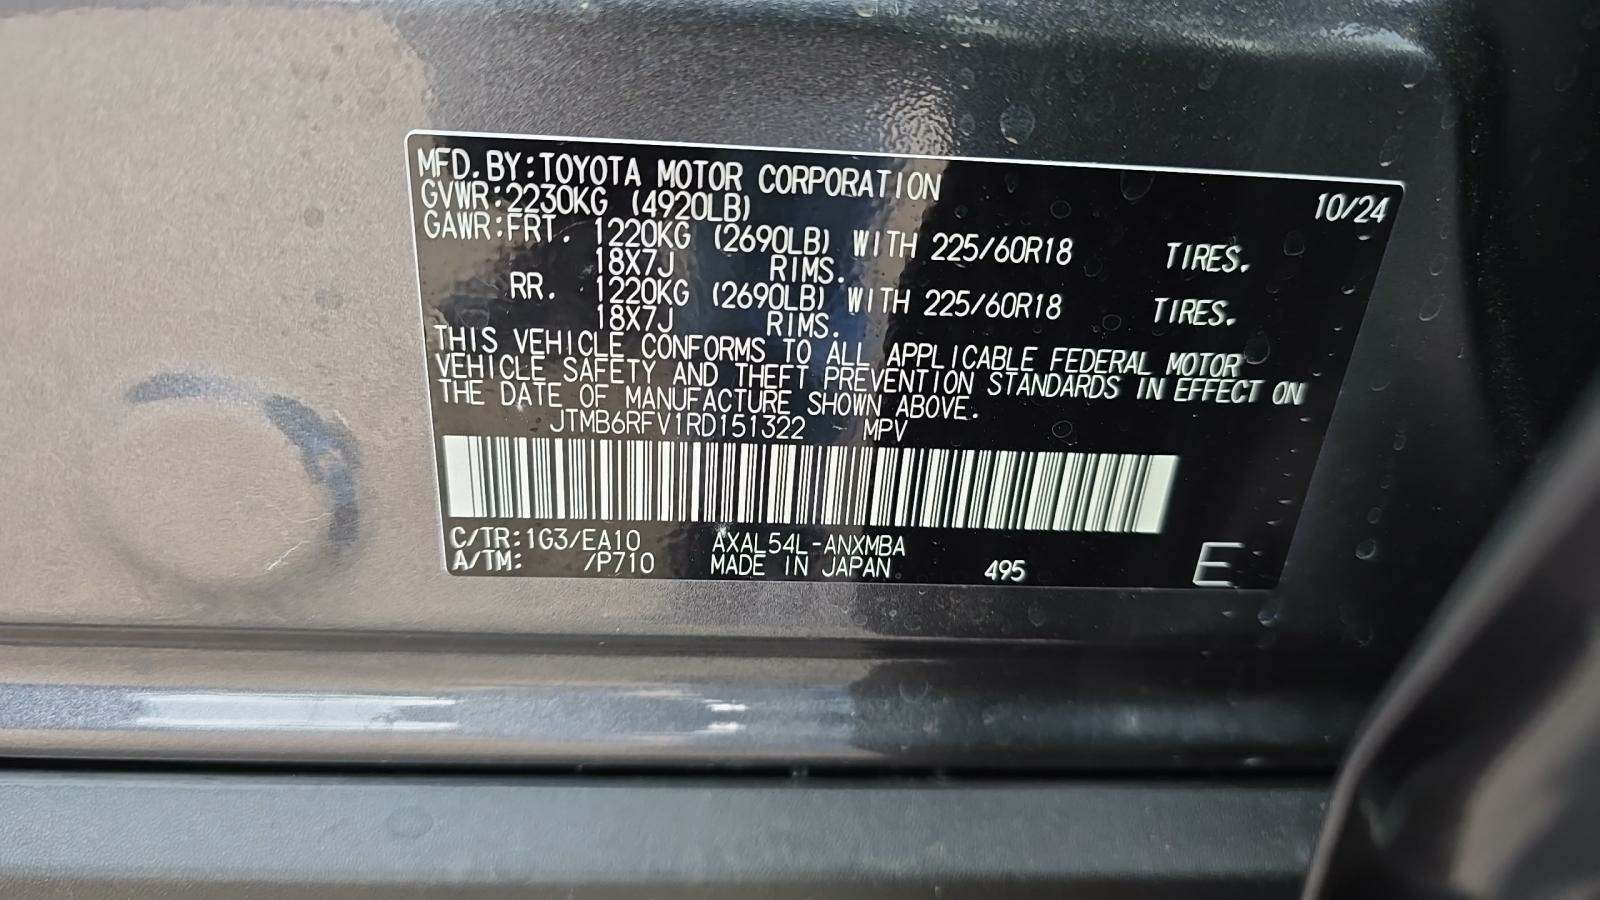 MFD. BY: TOYOTA MOTOR CORPORATION 10/24
GVWR: 2230KG (4920LB)
GAWR: FRT. 1220KG (2690LB) WITH 225/60R18 TIRES.
18X7J RIMS.
RR. 1220KG (2690LB) WITH 225/60R18 TIRES.
18X7J RIMS.
THIS VEHICLE CONFORMS TO ALL APPLICABLE FEDERAL MOTOR
VEHICLE SAFETY AND THEFT PREVENTION STANDARDS IN EFFECT ON
THE DATE OF MANUFACTURE SHOWN ABOVE.
JTMB6RFV1RD151322 MPV
C/TR: 1G3/EA10 AXAL54L-ANXMBA
A/TM: /P710 MADE IN JAPAN 495 E